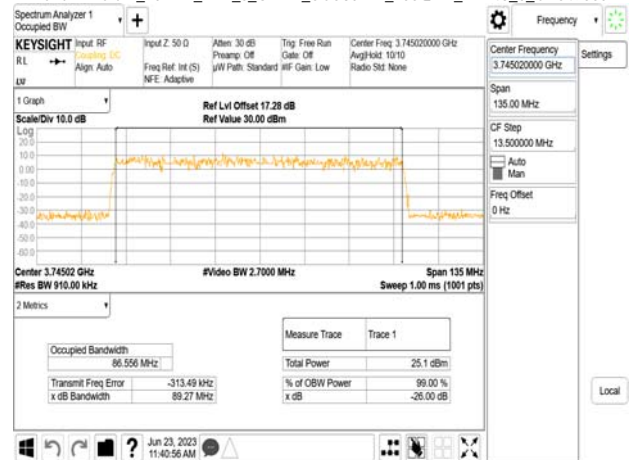 Spectrum Analyzer 1
Occupied BW
Frequency
KEYSIGHT
RL
LXI
Input: RF
Coupling: DC
Align: Auto
Input Z: 50 Ω
Freq Ref: Int (S)
NFE: Adaptive
Atten: 30 dB
Preamp: Off
µW Path: Standard
Trig: Free Run
Gate: Off
#IF Gain: Low
Center Freq: 3.745020000 GHz
Avg|Hold: 10/10
Radio Std: None
Center Frequency
3.745020000 GHz
Settings
Span
135.00 MHz
CF Step
13.500000 MHz
Auto
Man
Freq Offset
0 Hz
1 Graph
Scale/Div 10.0 dB
Ref Lvl Offset 17.28 dB
Ref Value 30.00 dBm
Log
20.0
10.0
0.00
-10.0
-20.0
-30.0
-40.0
-50.0
-60.0
Center 3.74502 GHz
#Res BW 910.00 kHz
#Video BW 2.7000 MHz
Span 135 MHz
Sweep 1.00 ms (1001 pts)
2 Metrics
Measure Trace Trace 1
Occupied Bandwidth
86.556 MHz
Total Power 25.1 dBm
Transmit Freq Error -313.49 kHz
% of OBW Power 99.00 %
x dB Bandwidth 89.27 MHz
x dB -26.00 dB
Local
Jun 23, 2023
11:40:56 AM